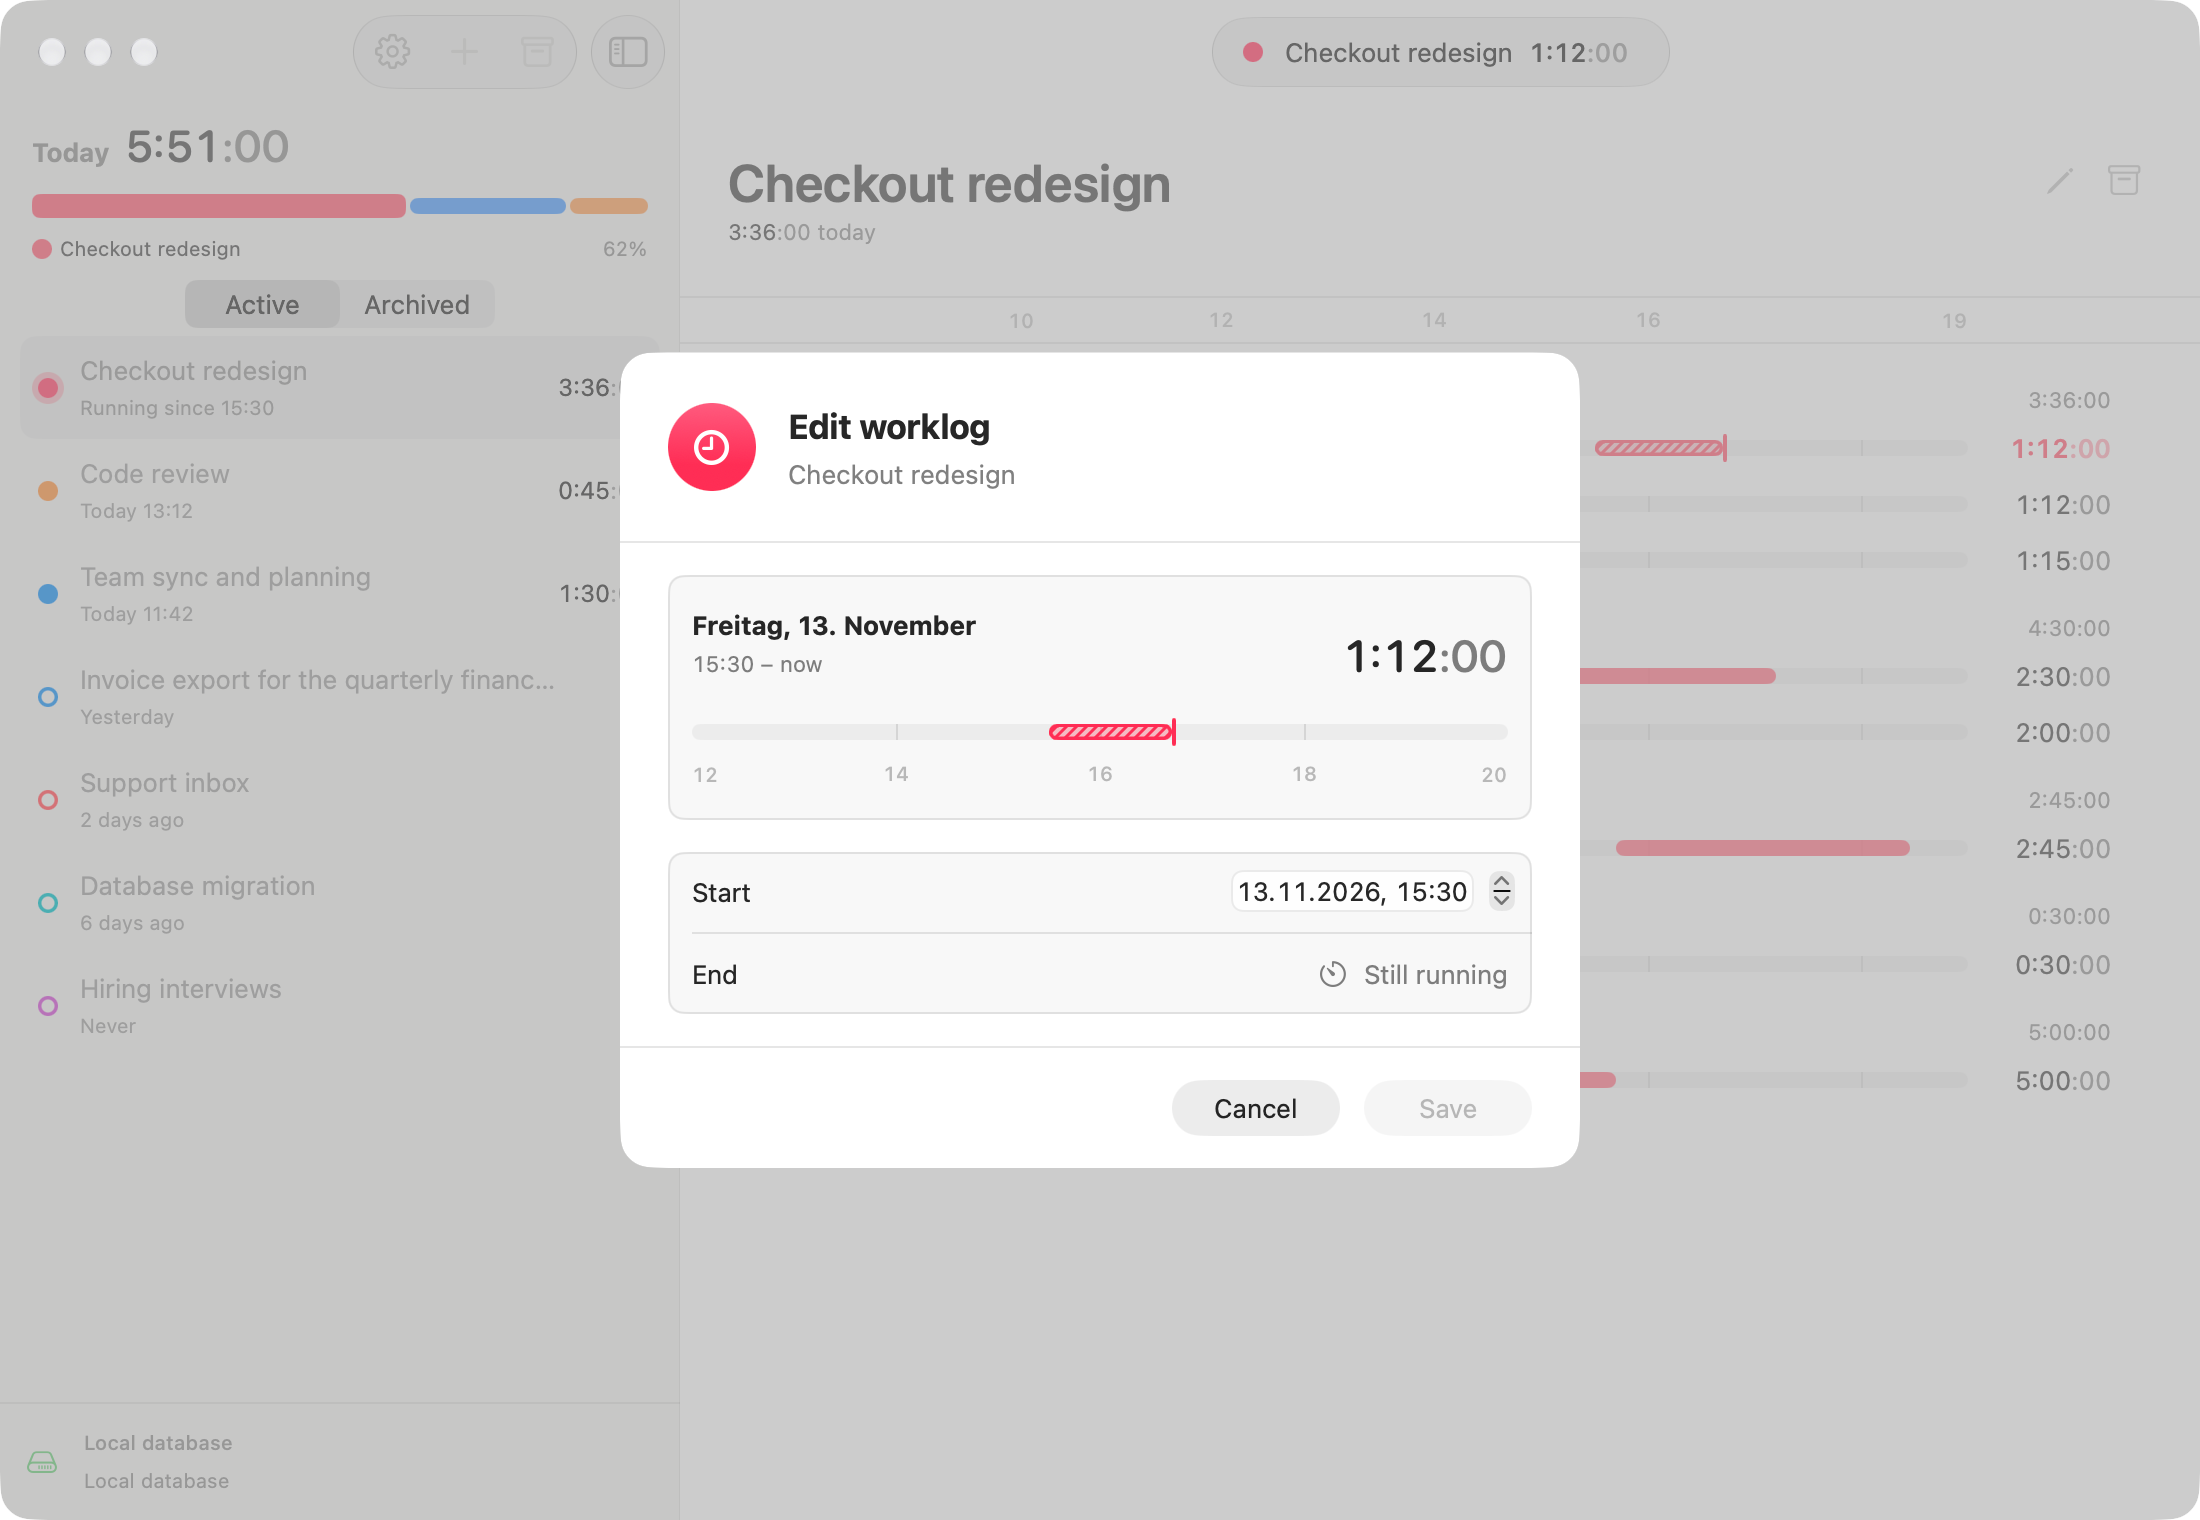 Checkout redesign 1:12:00
Today 5:51:00
Checkout redesign 62%
Active Archived
Checkout redesign
Running since 15:30
3:36:
Code review
Today 13:12
0:45:
Team sync and planning
Today 11:42
1:30:
Invoice export for the quarterly financ...
Yesterday
Support inbox
2 days ago
Database migration
6 days ago
Hiring interviews
Never
Local database
Local database
Checkout redesign
3:36:00 today
10 12 14 16 19
3:36:00
1:12:00
1:12:00
1:15:00
4:30:00
2:30:00
2:00:00
2:45:00
2:45:00
0:30:00
0:30:00
5:00:00
5:00:00
Edit worklog
Checkout redesign
Freitag, 13. November
15:30 – now
1:12:00
12 14 16 18 20
Start 13.11.2026, 15:30
End Still running
Cancel Save